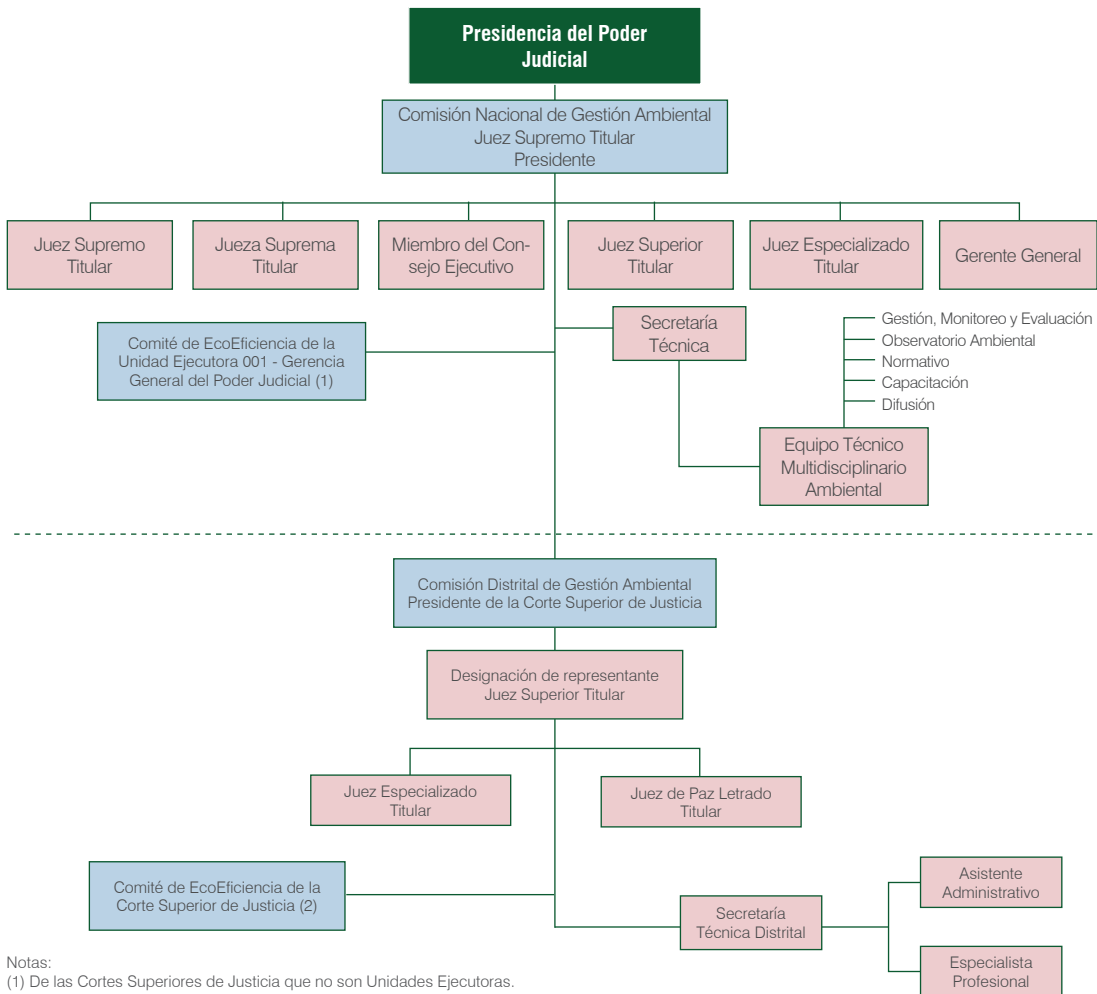 Presidencia del Poder
Judicial
Comisión Nacional de Gestión Ambiental
Juez Supremo Titular
Presidente
Juez Supremo
Titular
Jueza Suprema
Titular
Miembro del Con-
sejo Ejecutivo
Juez Superior
Titular
Juez Especializado
Titular
Gerente General
Comité de EcoEficiencia de la
Unidad Ejecutora 001 - Gerencia
General del Poder Judicial (1)
Secretaría
Técnica
Gestión, Monitoreo y Evaluación
Observatorio Ambiental
Normativo
Capacitación
Difusión
Equipo Técnico
Multidisciplinario
Ambiental
Comisión Distrital de Gestión Ambiental
Presidente de la Corte Superior de Justicia
Designación de representante
Juez Superior Titular
Juez Especializado
Titular
Juez de Paz Letrado
Titular
Comité de EcoEficiencia de la
Corte Superior de Justicia (2)
Secretaría
Técnica Distrital
Asistente
Administrativo
Especialista
Profesional
Notas:
(1) De las Cortes Superiores de Justicia que no son Unidades Ejecutoras.